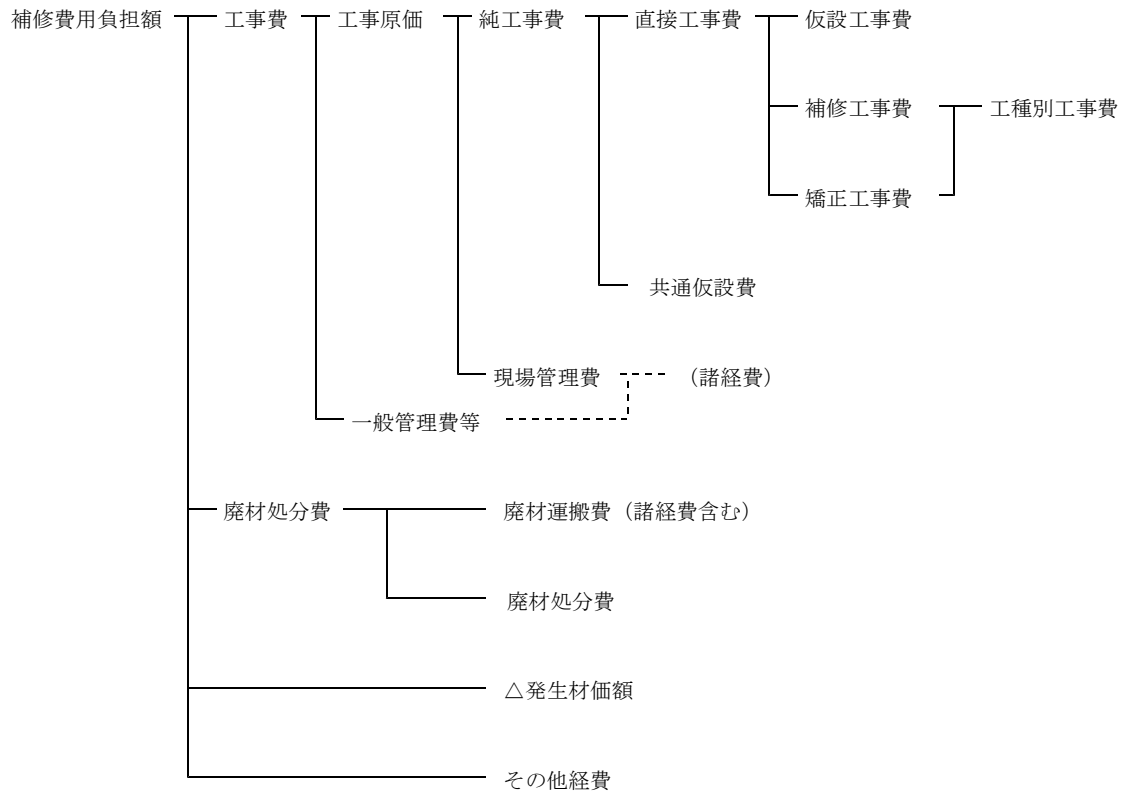 補修費用負担額 工事費 工事原価 純工事費 直接工事費 仮設工事費
補修工事費 工種別工事費
矯正工事費
共通仮設費
現場管理費 （諸経費）
一般管理費等
廃材処分費 廃材運搬費（諸経費含む）
廃材処分費
△発生材価額
その他経費